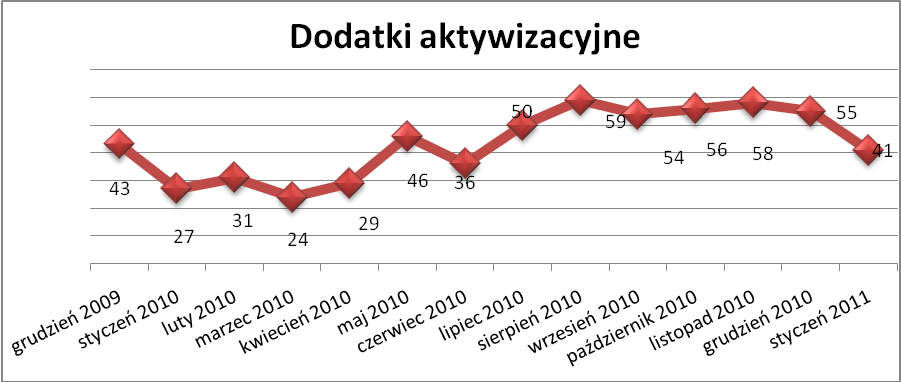 Dodatki aktywizacyjne
43
27
31
24
29
46
36
50
59
54
56
58
55
41
grudzień 2009
styczeń 2010
luty 2010
marzec 2010
kwiecień 2010
maj 2010
czerwiec 2010
lipiec 2010
sierpień 2010
wrzesień 2010
październik 2010
listopad 2010
grudzień 2010
styczeń 2011